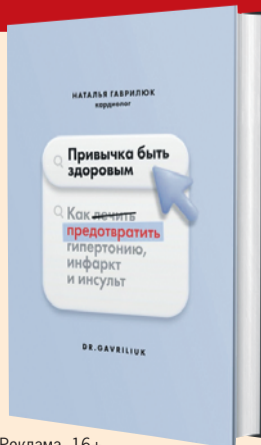 НАТАЛЬЯ ГАВРИЛЮК
кардиолог
Привычка быть
здоровым
Как лечить
предотвратить
гипертонию,
инфаркт
и инсульт
DR.GAVRILIUK
Реклама. 16+